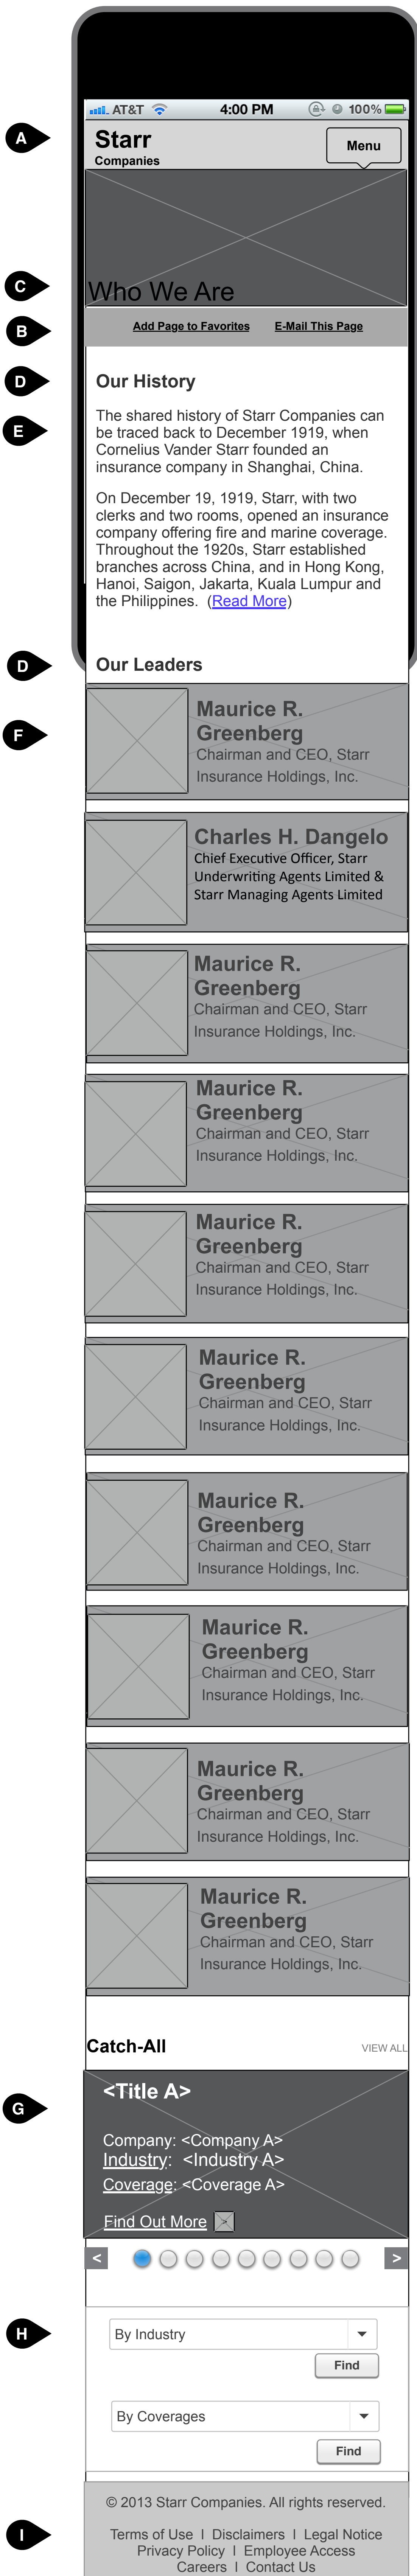 AT&T 4:00 PM 100%
A
Starr
Companies
Menu
C
Who We Are
B
Add Page to Favorites E-Mail This Page
D
Our History
E
The shared history of Starr Companies can
be traced back to December 1919, when
Cornelius Vander Starr founded an
insurance company in Shanghai, China.
On December 19, 1919, Starr, with two
clerks and two rooms, opened an insurance
company offering fire and marine coverage.
Throughout the 1920s, Starr established
branches across China, and in Hong Kong,
Hanoi, Saigon, Jakarta, Kuala Lumpur and
the Philippines. (Read More)
D
Our Leaders
F
Maurice R.
Greenberg
Chairman and CEO, Starr
Insurance Holdings, Inc.
Charles H. Dangelo
Chief Executive Officer, Starr
Underwriting Agents Limited &
Starr Managing Agents Limited
Maurice R.
Greenberg
Chairman and CEO, Starr
Insurance Holdings, Inc.
Maurice R.
Greenberg
Chairman and CEO, Starr
Insurance Holdings, Inc.
Maurice R.
Greenberg
Chairman and CEO, Starr
Insurance Holdings, Inc.
Maurice R.
Greenberg
Chairman and CEO, Starr
Insurance Holdings, Inc.
Maurice R.
Greenberg
Chairman and CEO, Starr
Insurance Holdings, Inc.
Maurice R.
Greenberg
Chairman and CEO, Starr
Insurance Holdings, Inc.
Maurice R.
Greenberg
Chairman and CEO, Starr
Insurance Holdings, Inc.
Maurice R.
Greenberg
Chairman and CEO, Starr
Insurance Holdings, Inc.
Catch-All VIEW ALL
G
<Title A>
Company: <Company A>
Industry: <Industry A>
Coverage: <Coverage A>
Find Out More
< >
H
By Industry
Find
By Coverages
Find
© 2013 Starr Companies. All rights reserved.
I
Terms of Use I Disclaimers I Legal Notice
Privacy Policy I Employee Access
Careers I Contact Us